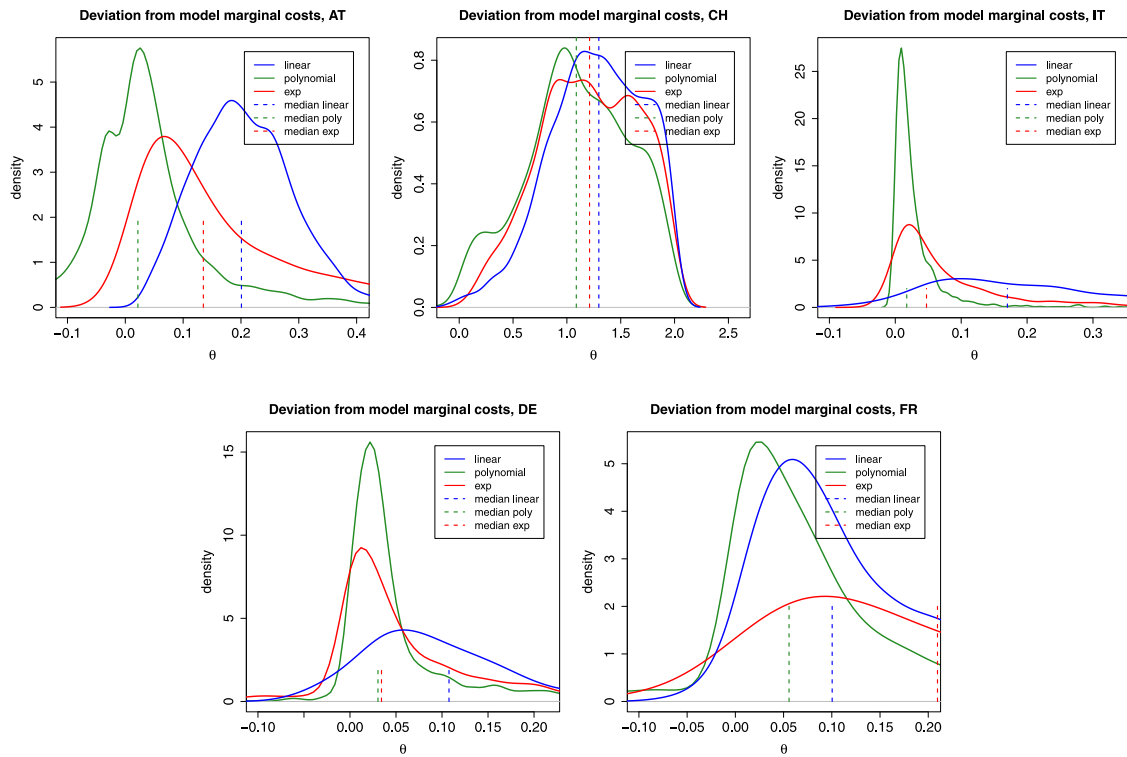 Deviation from model marginal costs, AT
density
0 1 2 3 4 5
−0.1 0.0 0.1 0.2 0.3 0.4
θ
linear
polynomial
exp
median linear
median poly
median exp
Deviation from model marginal costs, CH
density
0.0 0.2 0.4 0.6 0.8
0.0 0.5 1.0 1.5 2.0 2.5
θ
linear
polynomial
exp
median linear
median poly
median exp
Deviation from model marginal costs, IT
density
0 5 10 15 20 25
0.0 0.1 0.2 0.3
θ
linear
polynomial
exp
median linear
median poly
median exp
Deviation from model marginal costs, DE
density
0 5 10 15
−0.10 0.00 0.05 0.10 0.15 0.20
θ
linear
polynomial
exp
median linear
median poly
median exp
Deviation from model marginal costs, FR
density
0 1 2 3 4 5
−0.10 0.00 0.05 0.10 0.15 0.20
θ
linear
polynomial
exp
median linear
median poly
median exp